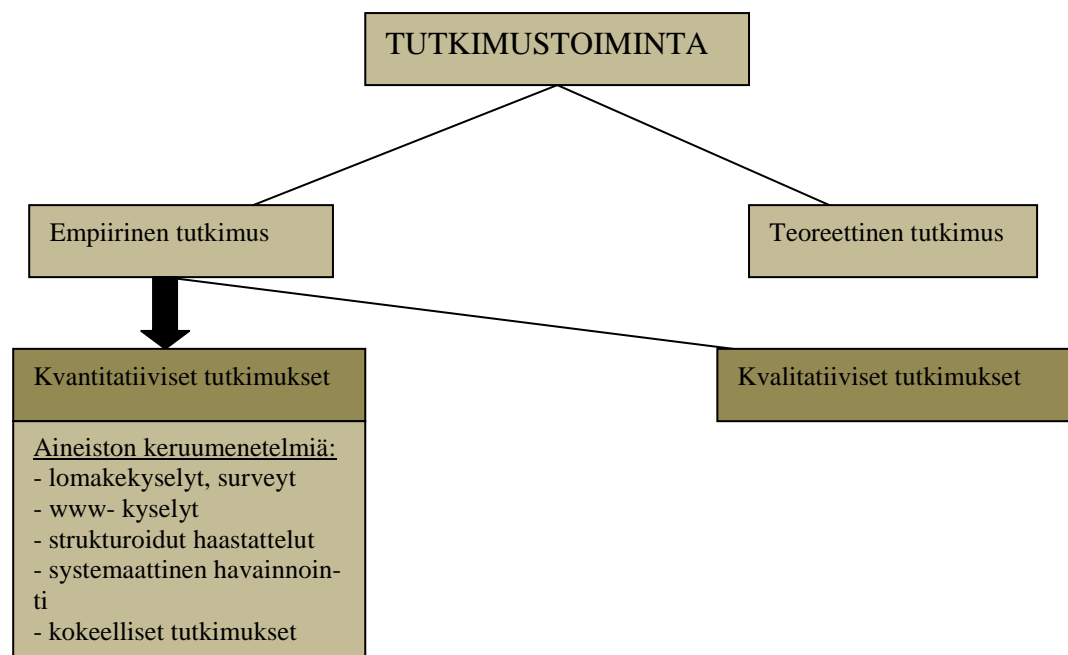 TUTKIMUSTOIMINTA
Empiirinen tutkimus
Teoreettinen tutkimus
Kvantitatiiviset tutkimukset
Kvalitatiiviset tutkimukset
Aineiston keruumenetelmiä:
- lomakekyselyt, surveyt
- www- kyselyt
- strukturoidut haastattelut
- systemaattinen havainnoin-
ti
- kokeelliset tutkimukset